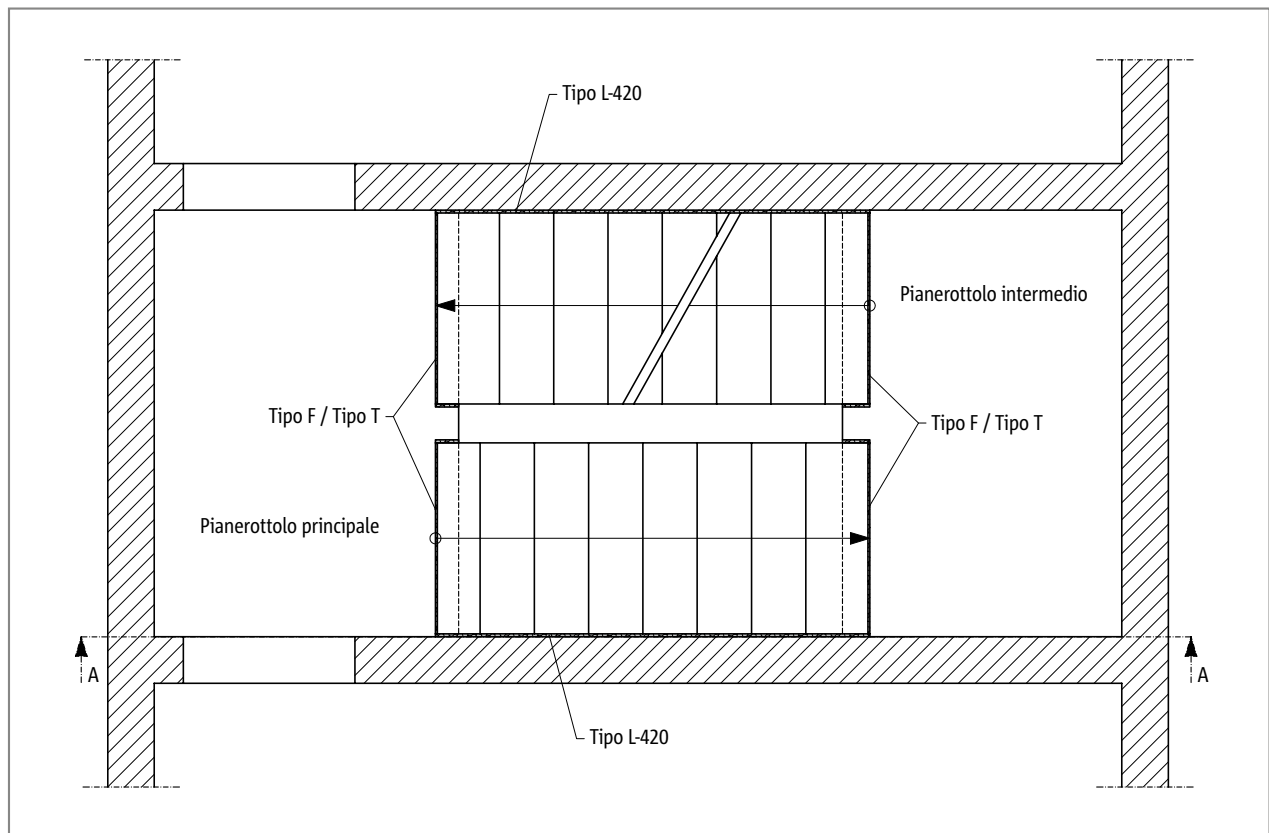 Tipo L-420
Pianerottolo intermedio
Tipo F / Tipo T
Tipo F / Tipo T
Pianerottolo principale
A
A
Tipo L-420